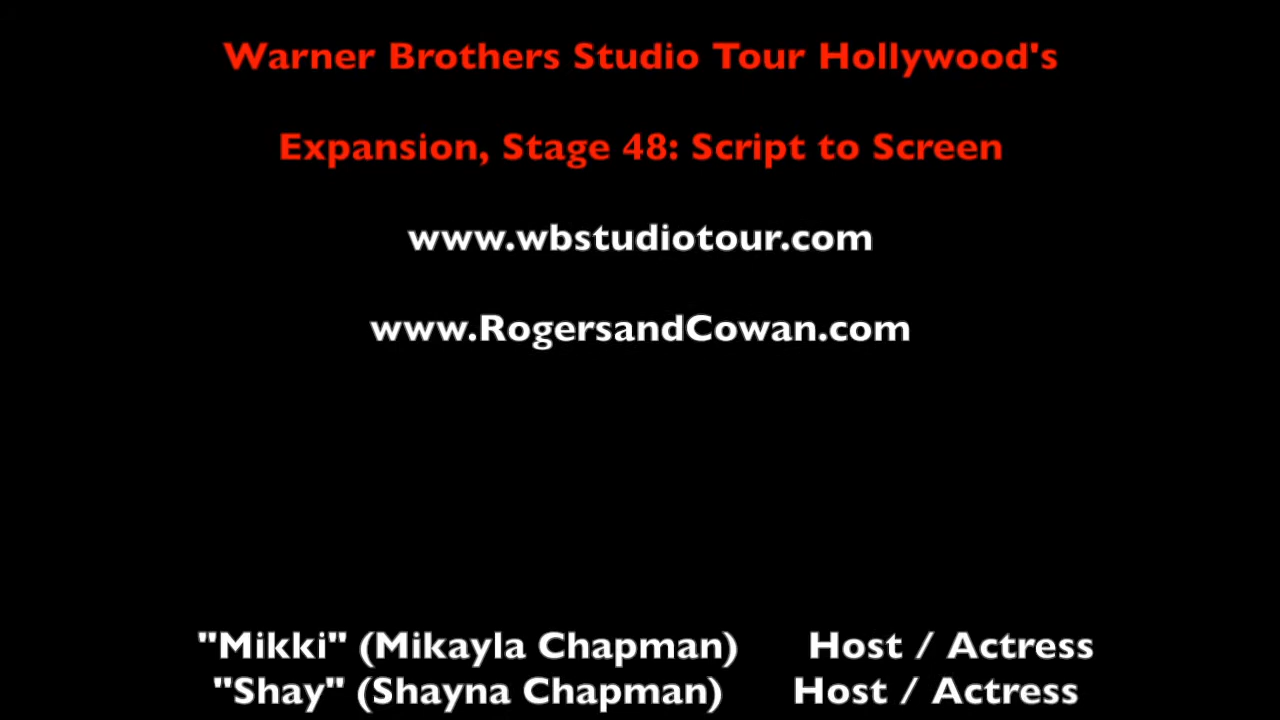 Warner Brothers Studio Tour Hollywood's
Expansion, Stage 48: Script to Screen
www.wbstudiotour.com
www.RogersandCowan.com
"Mikki" (Mikayla Chapman) Host / Actress
"Shay" (Shayna Chapman) Host / Actress